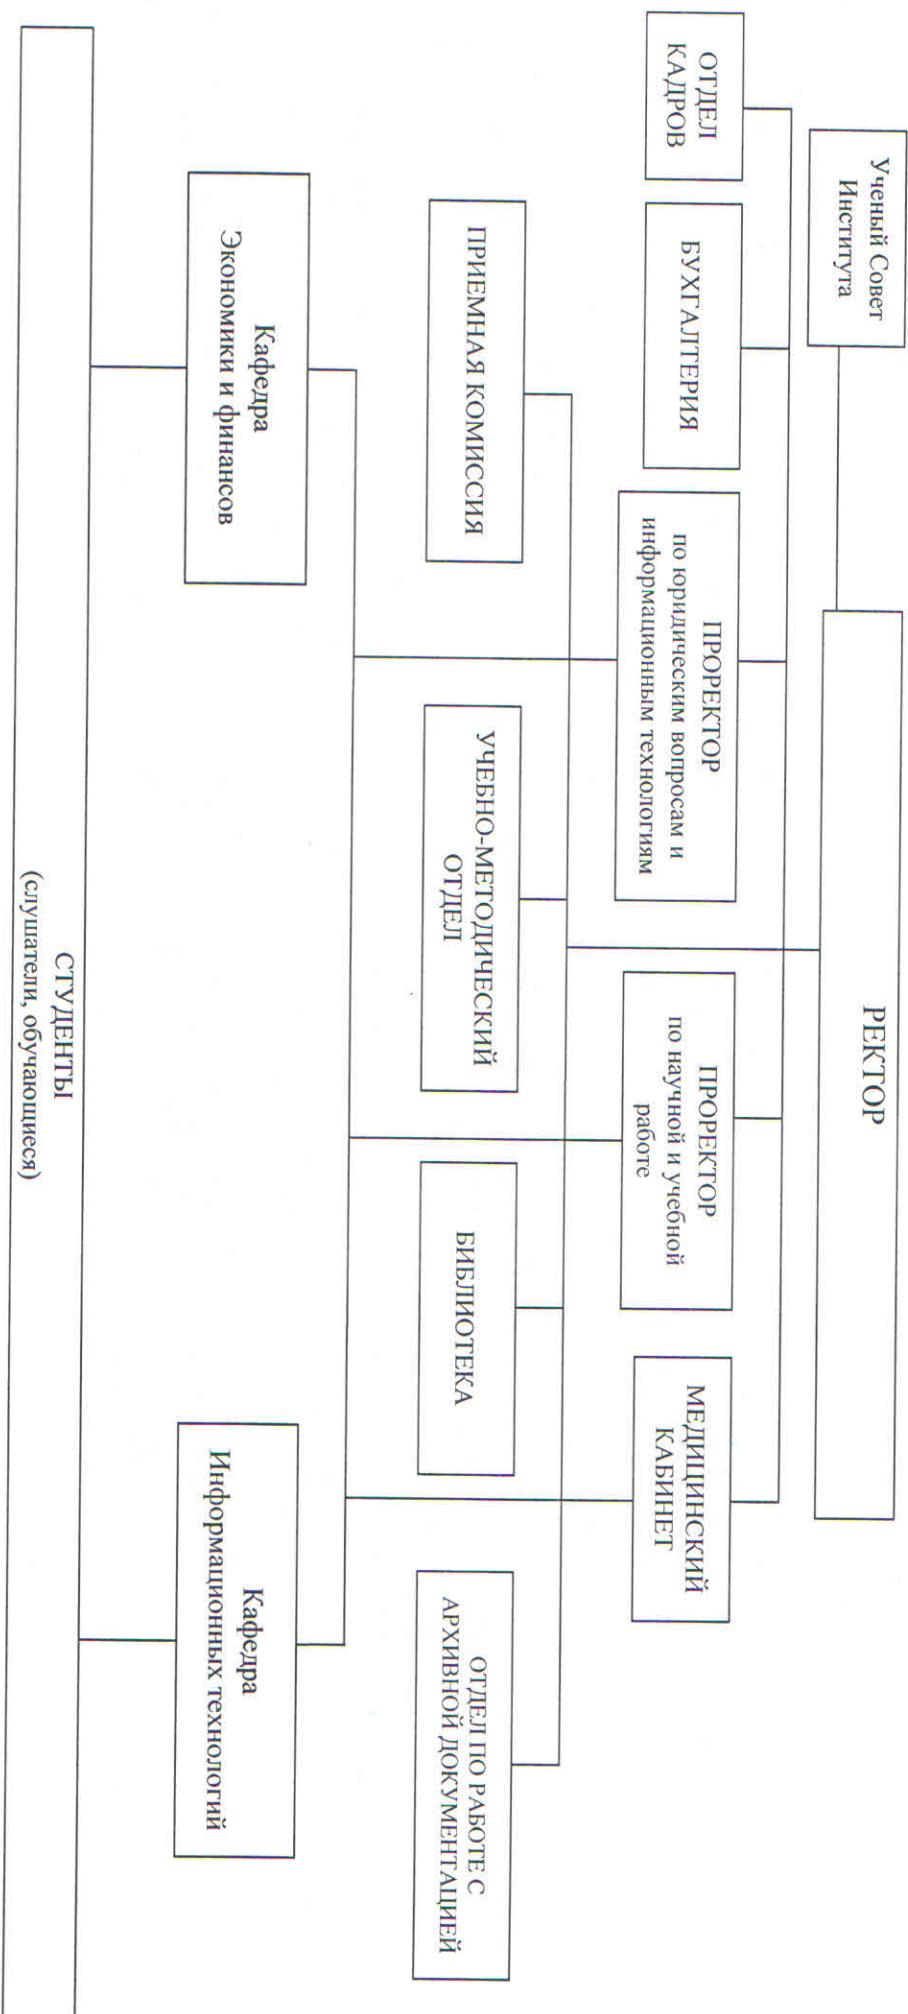 Ученый Совет
Института
РЕКТОР
ОТДЕЛ
КАДРОВ
БУХГАЛТЕРИЯ
ПРОРЕКТОР
по юридическим вопросам и
информационным технологиям
ПРОРЕКТОР
по научной и учебной
работе
МЕДИЦИНСКИЙ
КАБИНЕТ
ПРИЕМНАЯ КОМИССИЯ
УЧЕБНО-МЕТОДИЧЕСКИЙ
ОТДЕЛ
БИБЛИОТЕКА
ОТДЕЛ ПО РАБОТЕ С
АРХИВНОЙ ДОКУМЕНТАЦИЕЙ
Кафедра
Экономики и финансов
Кафедра
Информационных технологий
СТУДЕНТЫ
(слушатели, обучающиеся)